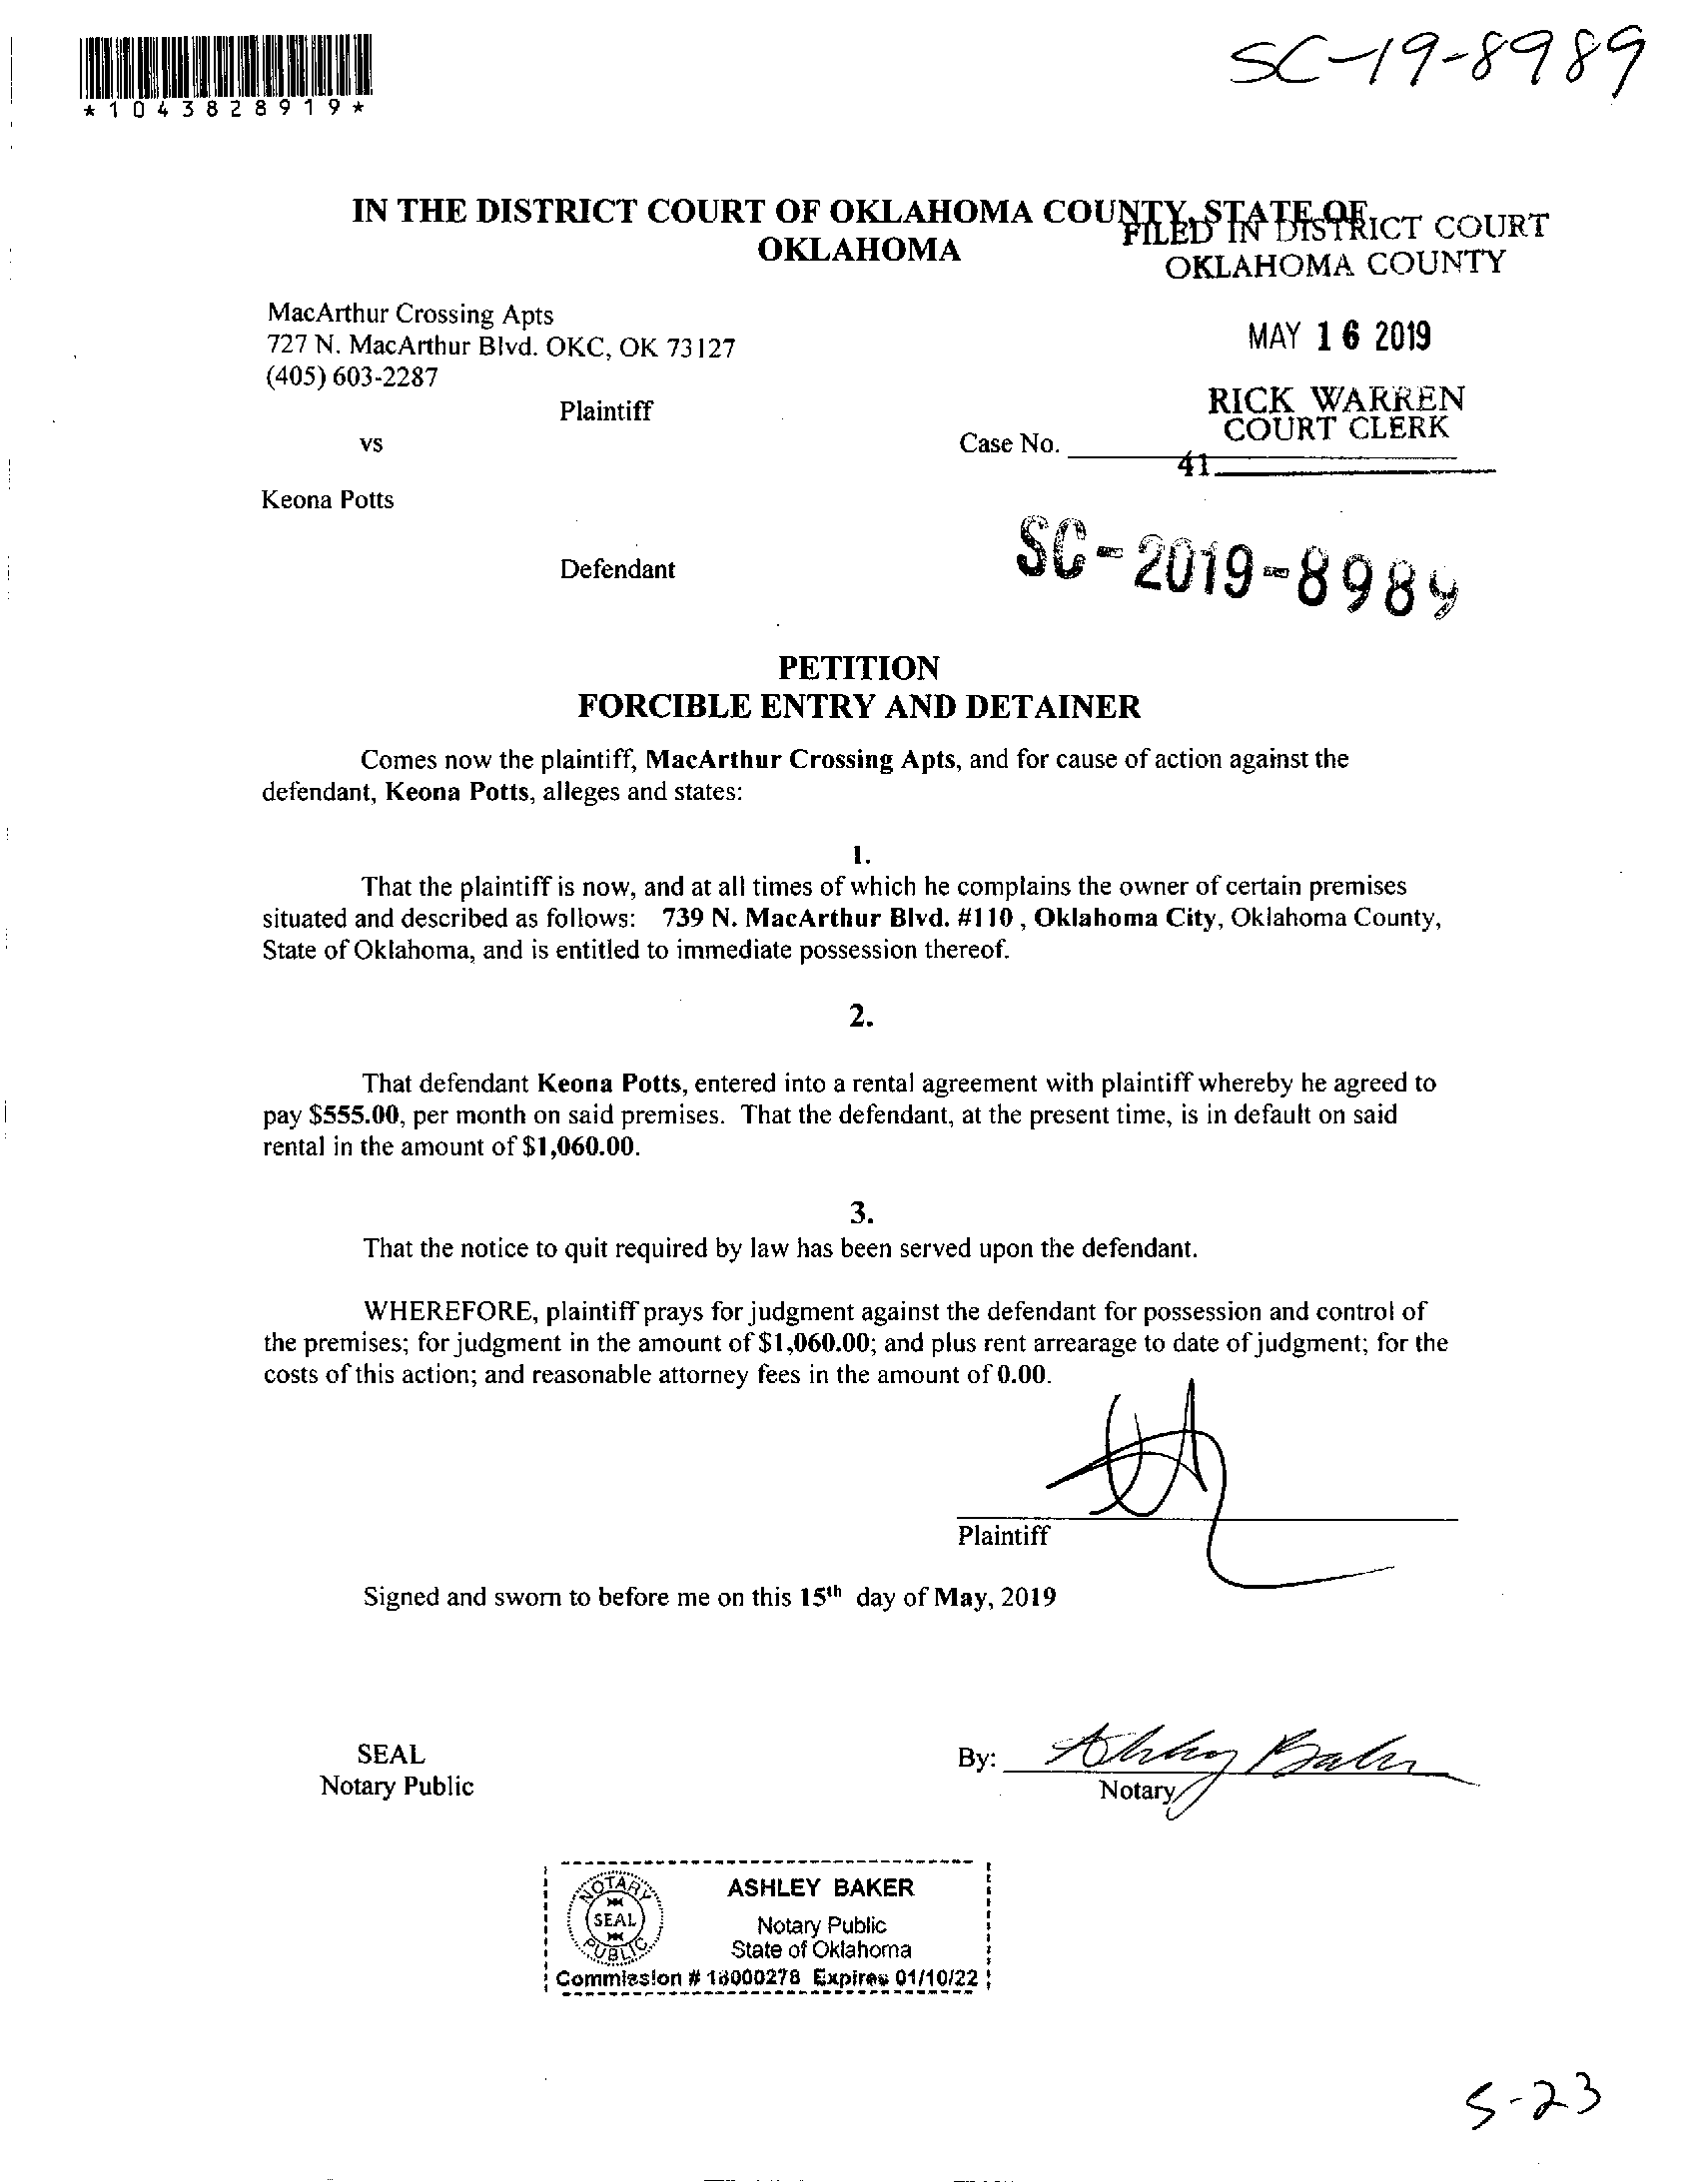 SC-19-8989
*1043828919*
IN THE DISTRICT COURT OF OKLAHOMA COUNTY, STATE OF
OKLAHOMA
FILED IN DISTRICT COURT
OKLAHOMA COUNTY
MacArthur Crossing Apts
727 N. MacArthur Blvd. OKC, OK 73127
(405) 603-2287
MAY 16 2019
RICK WARREN
COURT CLERK
Plaintiff
vs
Case No.
41
Keona Potts
Defendant
SC-2019-8989
PETITION
FORCIBLE ENTRY AND DETAINER
Comes now the plaintiff, MacArthur Crossing Apts, and for cause of action against the
defendant, Keona Potts, alleges and states:
1.
That the plaintiff is now, and at all times of which he complains the owner of certain premises
situated and described as follows: 739 N. MacArthur Blvd. #110 , Oklahoma City, Oklahoma County,
State of Oklahoma, and is entitled to immediate possession thereof.
2.
That defendant Keona Potts, entered into a rental agreement with plaintiff whereby he agreed to
pay $555.00, per month on said premises. That the defendant, at the present time, is in default on said
rental in the amount of $1,060.00.
3.
That the notice to quit required by law has been served upon the defendant.
WHEREFORE, plaintiff prays for judgment against the defendant for possession and control of
the premises; for judgment in the amount of $1,060.00; and plus rent arrearage to date of judgment; for the
costs of this action; and reasonable attorney fees in the amount of 0.00.
Plaintiff
Signed and sworn to before me on this 15th day of May, 2019
SEAL
Notary Public
By: Ashley Baker
Notary
NOTARY
SEAL
PUBLIC
ASHLEY BAKER
Notary Public
State of Oklahoma
Commission # 18000278 Expires 01/10/22
5-23